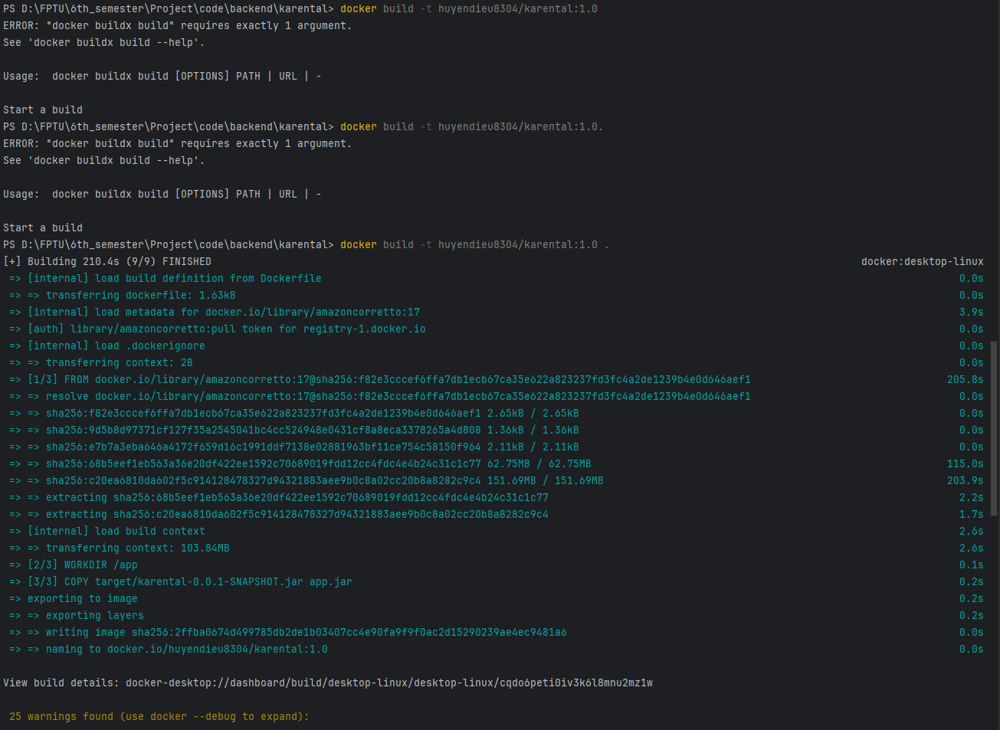 PS D:\FPTU\6th_semester\Project\code\backend\karental> docker build -t huyendieu8304/karental:1.0
ERROR: "docker buildx build" requires exactly 1 argument.
See 'docker buildx build --help'.
Usage:  docker buildx build [OPTIONS] PATH | URL | -
Start a build
PS D:\FPTU\6th_semester\Project\code\backend\karental> docker build -t huyendieu8304/karental:1.0.
ERROR: "docker buildx build" requires exactly 1 argument.
See 'docker buildx build --help'.
Usage:  docker buildx build [OPTIONS] PATH | URL | -
Start a build
PS D:\FPTU\6th_semester\Project\code\backend\karental> docker build -t huyendieu8304/karental:1.0 .
[+] Building 210.4s (9/9) FINISHED docker:desktop-linux
=> [internal] load build definition from Dockerfile 0.0s
=> => transferring dockerfile: 1.63kB 0.0s
=> [internal] load metadata for docker.io/library/amazoncorretto:17 3.9s
=> [auth] library/amazoncorretto:pull token for registry-1.docker.io 0.0s
=> [internal] load .dockerignore 0.0s
=> => transferring context: 2B 0.0s
=> [1/3] FROM docker.io/library/amazoncorretto:17@sha256:f82e3cccef6ffa7db1ecb67ca35e622a823237fd3fc4a2de1239b4e0d646aef1 205.8s
=> => resolve docker.io/library/amazoncorretto:17@sha256:f82e3cccef6ffa7db1ecb67ca35e622a823237fd3fc4a2de1239b4e0d646aef1 0.0s
=> => sha256:f82e3cccef6ffa7db1ecb67ca35e622a823237fd3fc4a2de1239b4e0d646aef1 2.65kB / 2.65kB 0.0s
=> => sha256:9d5b8d97371cf127f35a2545041bc4cc524948e0431cf8a8eca3378265a4d808 1.36kB / 1.36kB 0.0s
=> => sha256:e7b7a3eba646a4172f659d16c1991ddf7138e02881963bf11ce754c58150f964 2.11kB / 2.11kB 0.0s
=> => sha256:68b5eef1eb563a36e20df422ee1592c70689019fdd12cc4fdc4e4b24c31c1c77 62.75MB / 62.75MB 115.0s
=> => sha256:c20ea6810da602f5c914128478327d94321883aee9b0c8a02cc20b8a8282c9c4 151.69MB / 151.69MB 203.9s
=> => extracting sha256:68b5eef1eb563a36e20df422ee1592c70689019fdd12cc4fdc4e4b24c31c1c77 2.2s
=> => extracting sha256:c20ea6810da602f5c914128478327d94321883aee9b0c8a02cc20b8a8282c9c4 1.7s
=> [internal] load build context 2.6s
=> => transferring context: 103.84MB 2.6s
=> [2/3] WORKDIR /app 0.1s
=> [3/3] COPY target/karental-0.0.1-SNAPSHOT.jar app.jar 0.2s
=> exporting to image 0.2s
=> => exporting layers 0.2s
=> => writing image sha256:2ffba0674d499785db2de1b03407cc4e90fa9f9f0ac2d15290239ae4ec9481a6 0.0s
=> => naming to docker.io/huyendieu8304/karental:1.0 0.0s
View build details: docker-desktop://dashboard/build/desktop-linux/desktop-linux/cqdo6peti0iv3k6l8mnu2mz1w
25 warnings found (use docker --debug to expand):